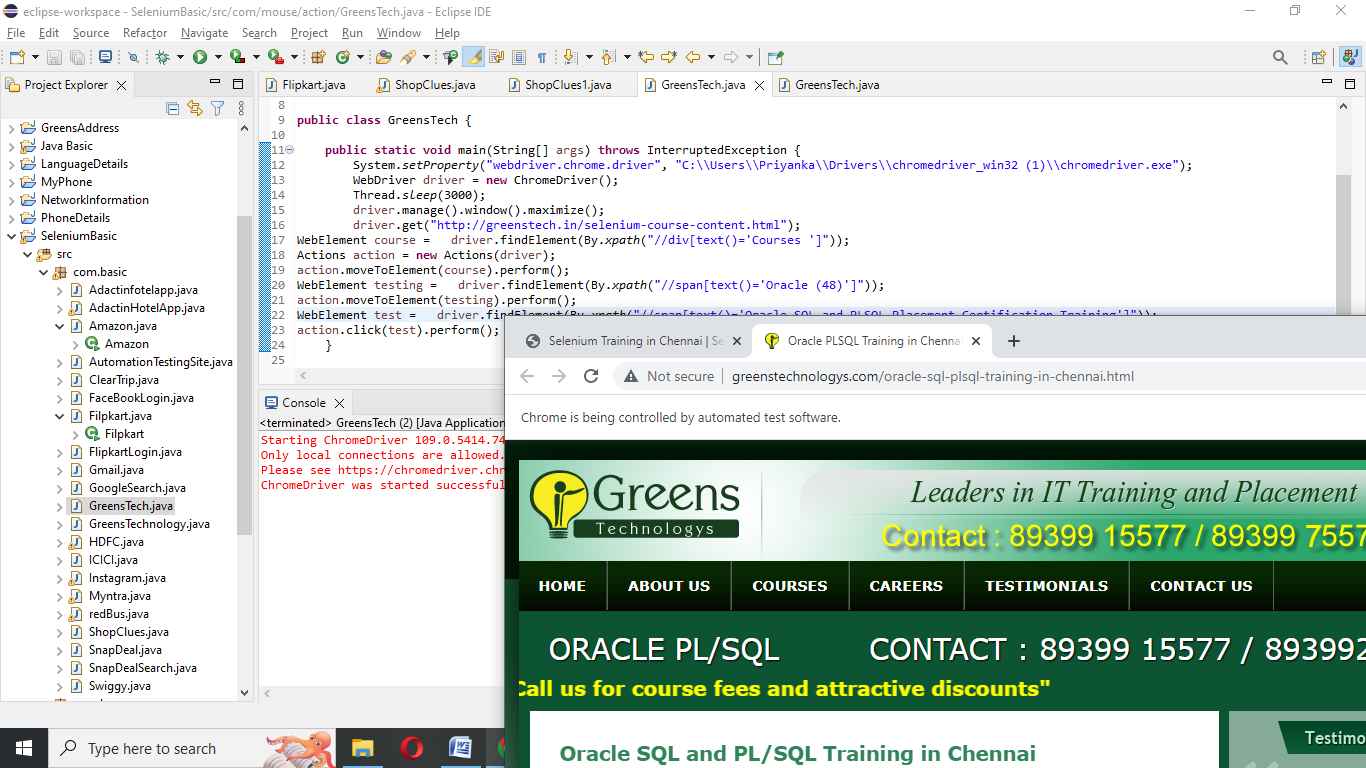 eclipse-workspace - SeleniumBasic/src/com/mouse/action/GreensTech.java - Eclipse IDE
File Edit Source Refactor Navigate Search Project Run Window Help
Project Explorer
GreensAddress
Java Basic
LanguageDetails
MyPhone
NetworkInformation
PhoneDetails
SeleniumBasic
src
com.basic
Adactinfotelapp.java
AdactinHotelApp.java
Amazon.java
Amazon
AutomationTestingSite.java
ClearTrip.java
FaceBookLogin.java
Filpkart.java
Filpkart
FlipkartLogin.java
Gmail.java
GoogleSearch.java
GreensTech.java
GreensTechnology.java
HDFC.java
ICICI.java
Instagram.java
Myntra.java
redBus.java
ShopClues.java
SnapDeal.java
SnapDealSearch.java
Swiggy.java
Flipkart.java ShopClues.java ShopClues1.java GreensTech.java GreensTech.java
8
9 public class GreensTech {
10
11 public static void main(String[] args) throws InterruptedException {
12 System.setProperty("webdriver.chrome.driver", "C:\\Users\\Priyanka\\Drivers\\chromedriver_win32 (1)\\chromedriver.exe");
13 WebDriver driver = new ChromeDriver();
14 Thread.sleep(3000);
15 driver.manage().window().maximize();
16 driver.get("http://greenstech.in/selenium-course-content.html");
17 WebElement course = driver.findElement(By.xpath("//div[text()='Courses ']"));
18 Actions action = new Actions(driver);
19 action.moveToElement(course).perform();
20 WebElement testing = driver.findElement(By.xpath("//span[text()='Oracle (48)']"));
21 action.moveToElement(testing).perform();
22 WebElement test = driver.findElement(By.xpath("//span[text()='Oracle SQL and PLSQL Placement Certification Training']"));
23 action.click(test).perform();
24 }
25
Console
<terminated> GreensTech (2) [Java Application
Starting ChromeDriver 109.0.5414.74
Only local connections are allowed.
Please see https://chromedriver.chr
ChromeDriver was started successful
Selenium Training in Chennai | Se Oracle PLSQL Training in Chenna
Not secure greenstechnologys.com/oracle-sql-plsql-training-in-chennai.html
Chrome is being controlled by automated test software.
Greens
Technologys
Leaders in IT Training and Placement
Contact : 89399 15577 / 89399 7557
HOME ABOUT US COURSES CAREERS TESTIMONIALS CONTACT US
ORACLE PL/SQL CONTACT : 89399 15577 / 893992
Call us for course fees and attractive discounts"
Oracle SQL and PL/SQL Training in Chennai
Testimo
Type here to search